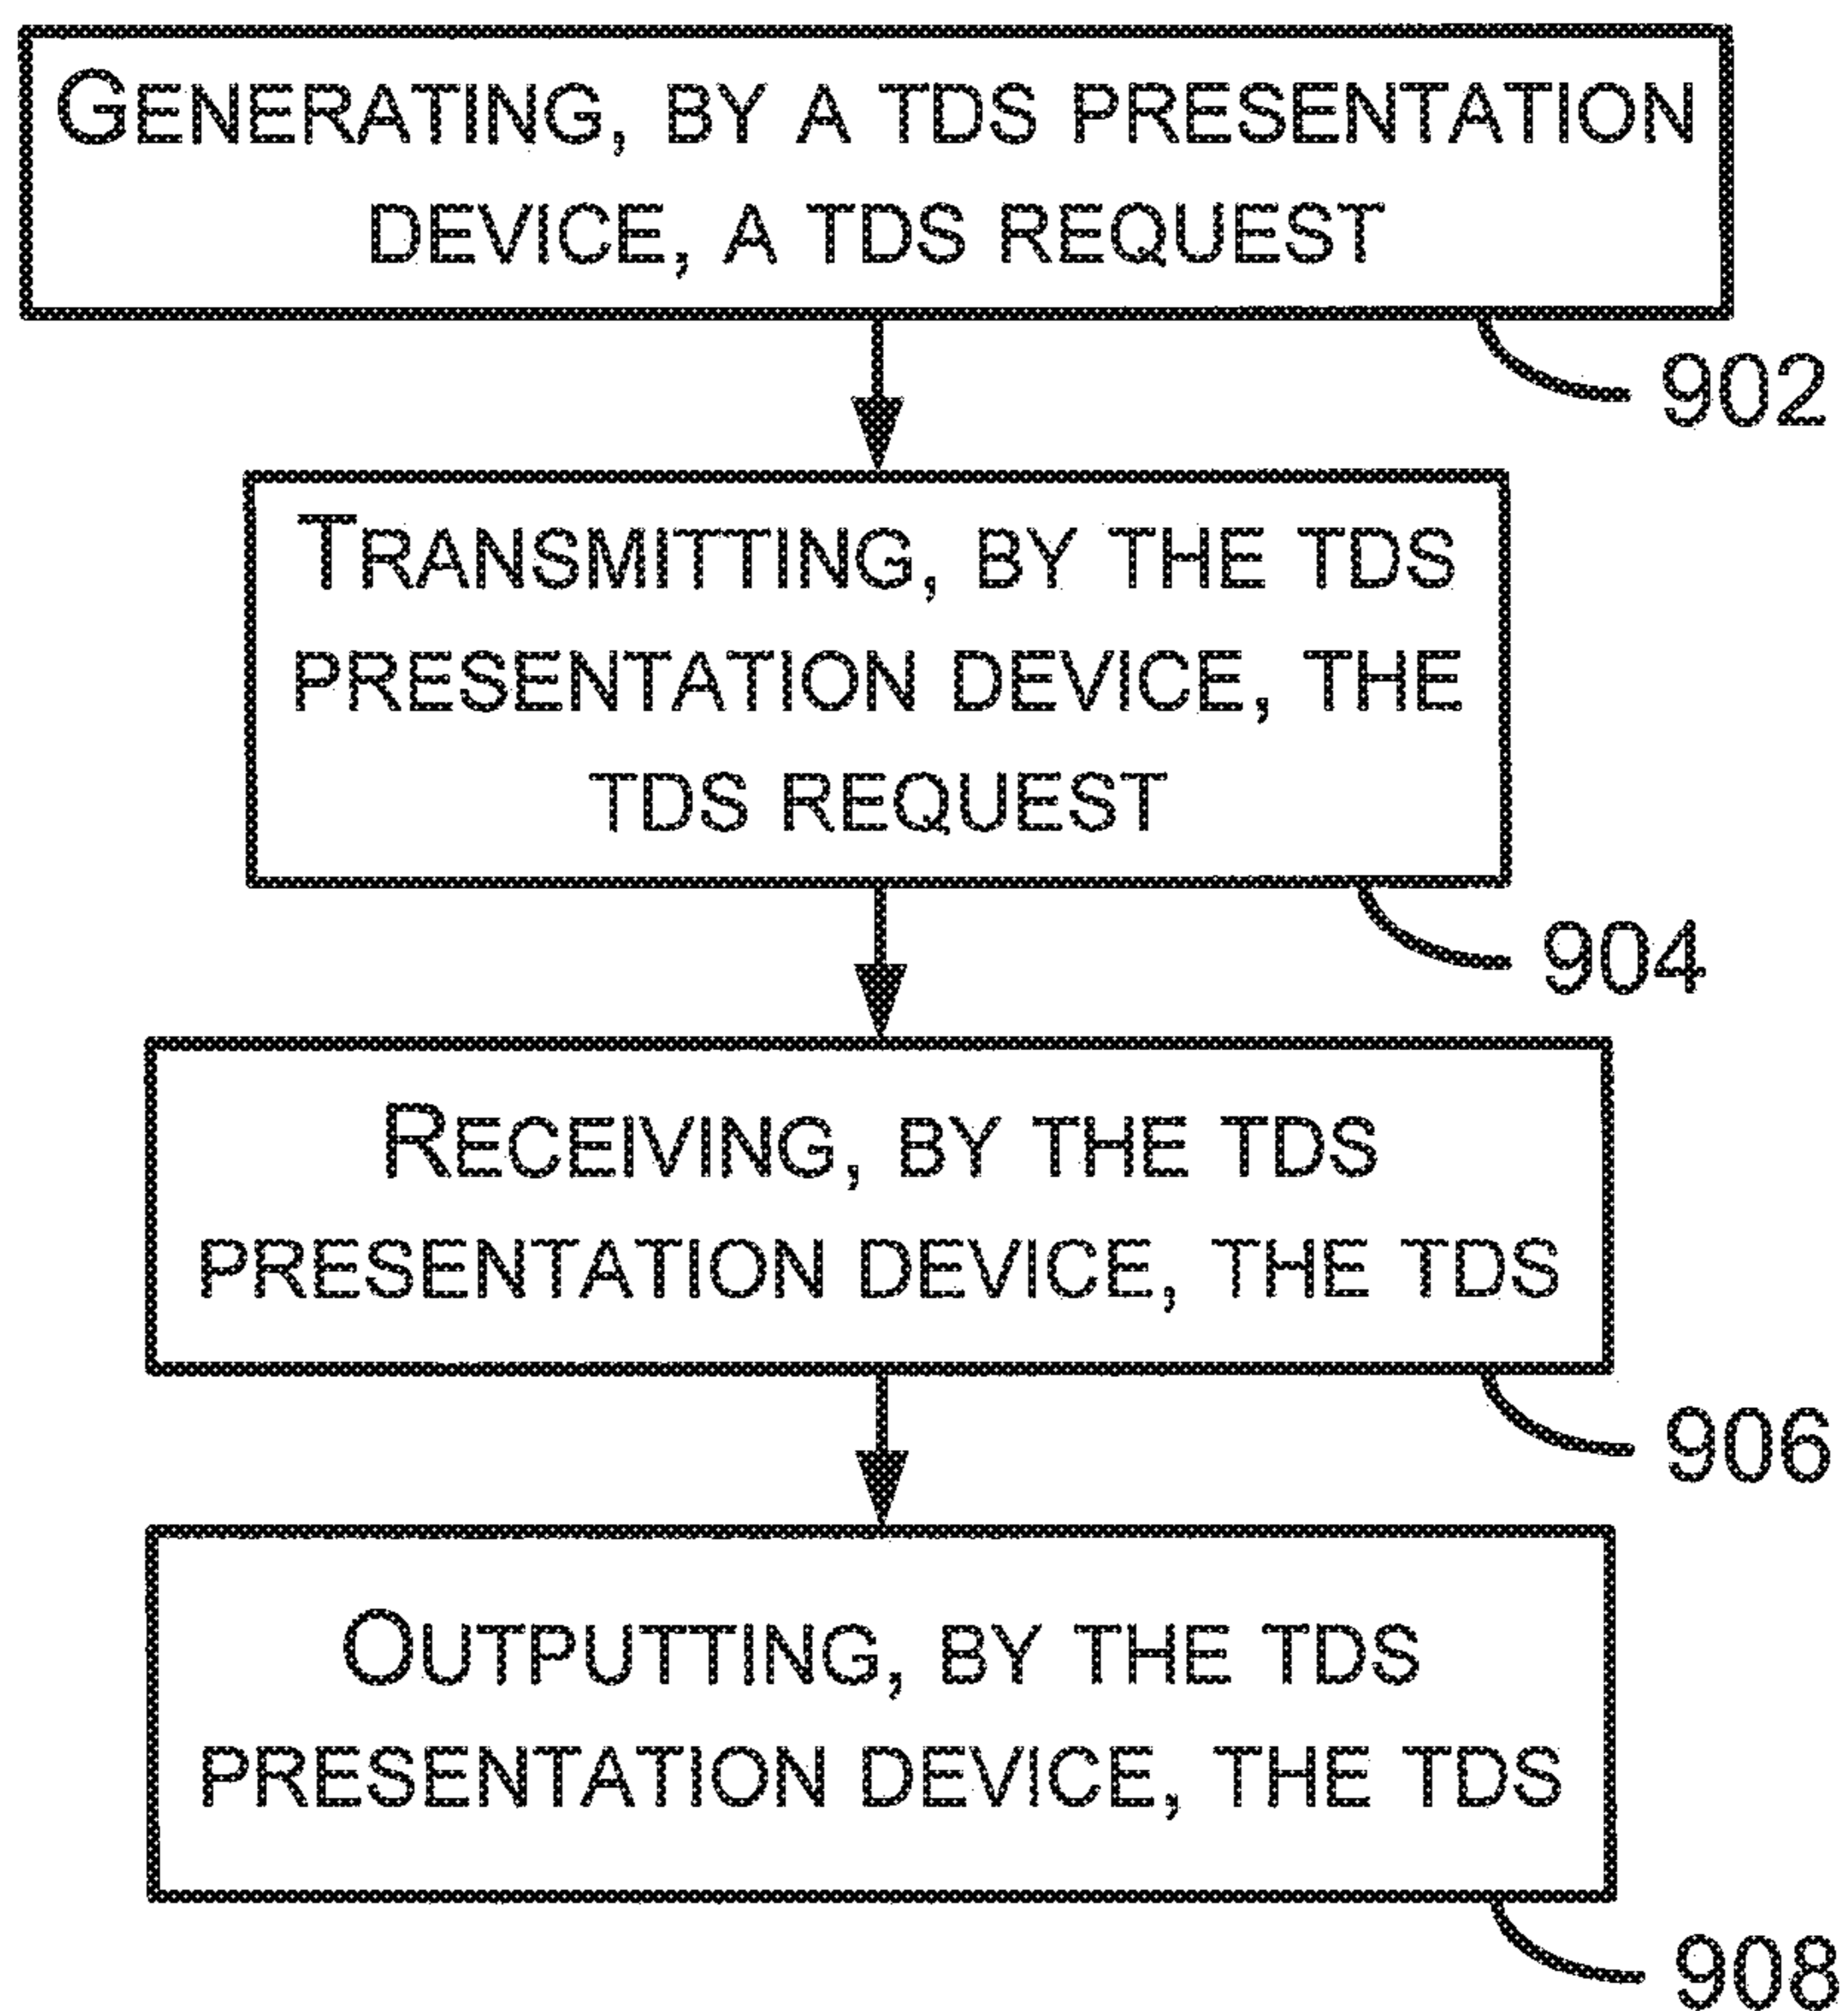 GENERATING, BY A TDS PRESENTATION
DEVICE, A TDS REQUEST
902
TRANSMITTING, BY THE TDS
PRESENTATION DEVICE, THE
TDS REQUEST
904
RECEIVING, BY THE TDS
PRESENTATION DEVICE, THE TDS
906
OUTPUTTING, BY THE TDS
PRESENTATION DEVICE, THE TDS
908